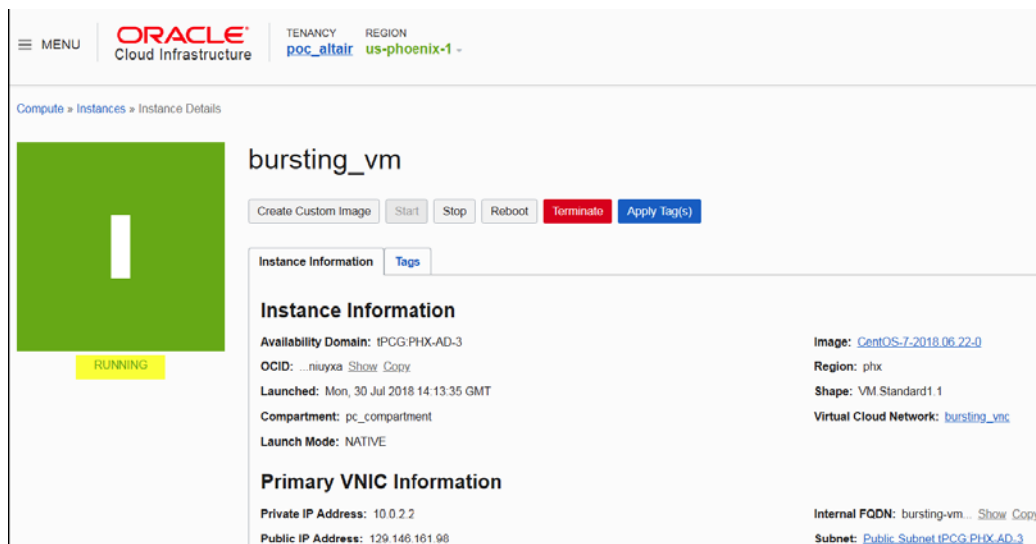 MENU
ORACLE
Cloud Infrastructure
TENANCY
poc_altair
REGION
us-phoenix-1
Compute » Instances » Instance Details
RUNNING
bursting_vm
Create Custom Image Start Stop Reboot Terminate Apply Tag(s)
Instance Information Tags
Instance Information
Availability Domain: tPCG:PHX-AD-3
OCID: ...niuyxa Show Copy
Launched: Mon, 30 Jul 2018 14:13:35 GMT
Compartment: pc_compartment
Launch Mode: NATIVE
Image: CentOS-7-2018.06.22-0
Region: phx
Shape: VM.Standard1.1
Virtual Cloud Network: bursting_vnc
Primary VNIC Information
Private IP Address: 10.0.2.2
Public IP Address: 129.146.161.98
Internal FQDN: bursting-vm... Show Copy
Subnet: Public Subnet tPCG:PHX-AD-3